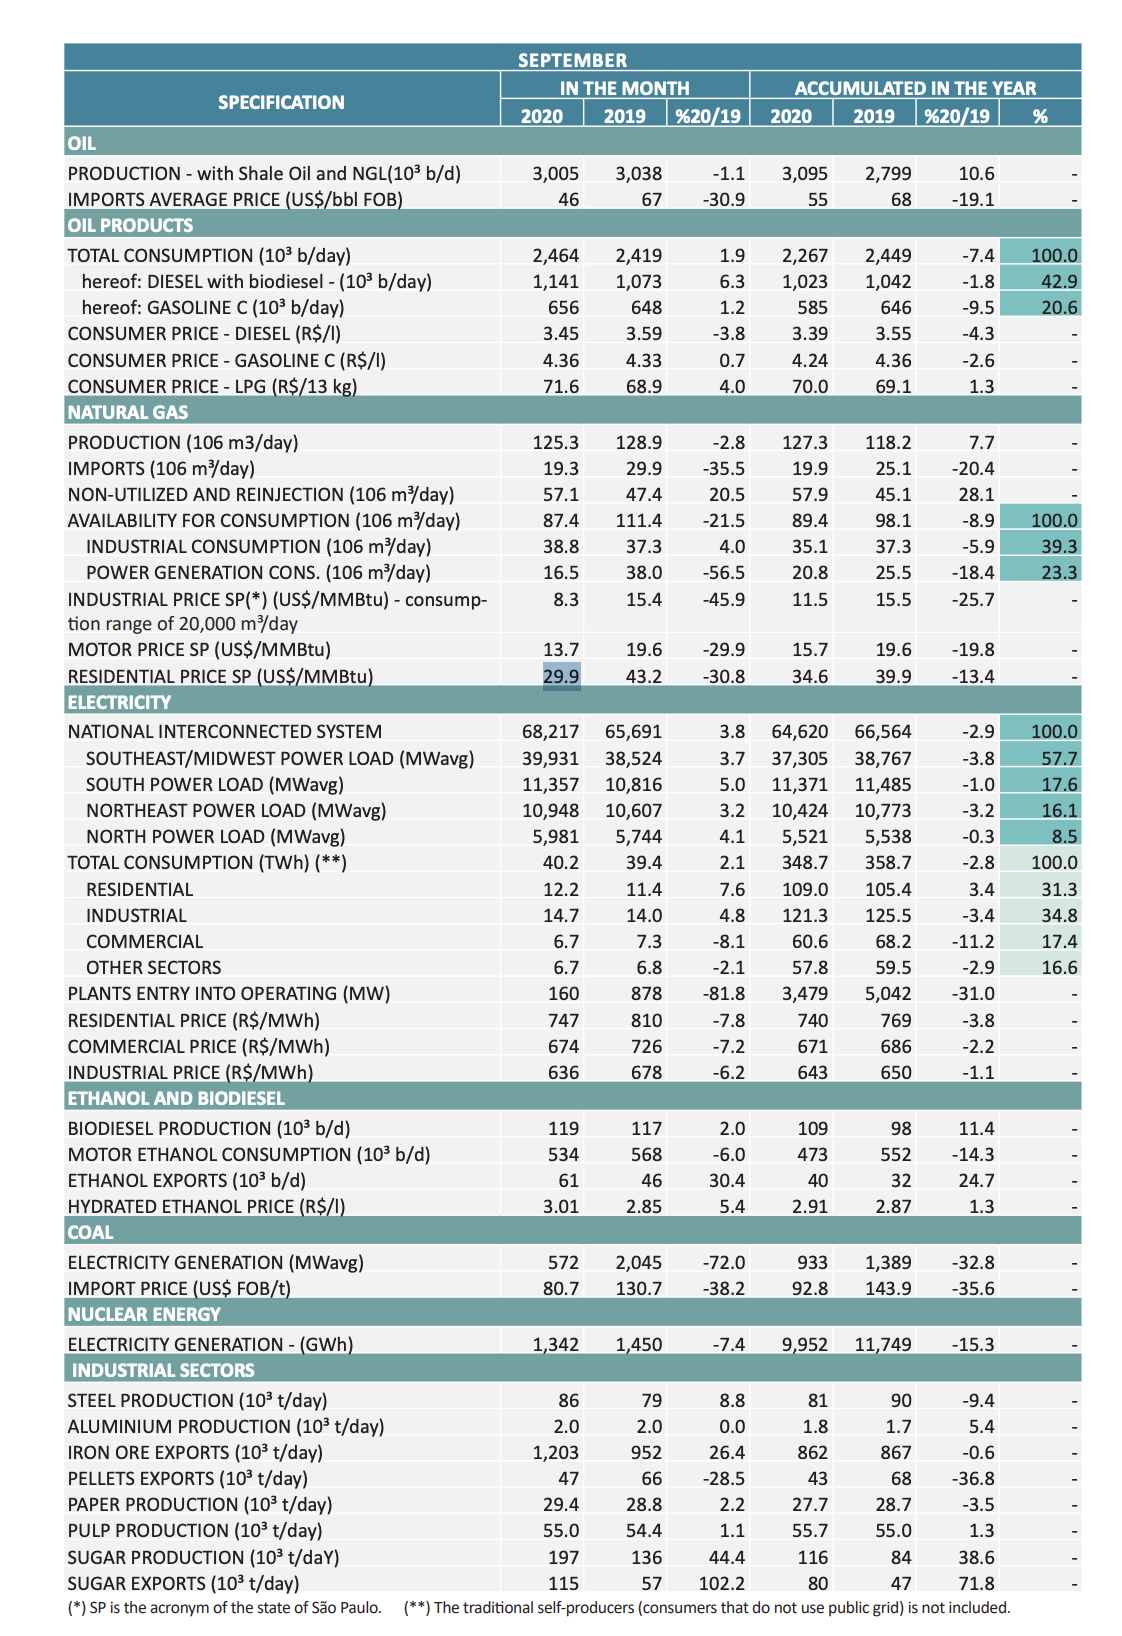 SEPTEMBER
SPECIFICATION IN THE MONTH ACCUMULATED IN THE YEAR
2020 2019 %20/19 2020 2019 %20/19 %
OIL
PRODUCTION - with Shale Oil and NGL(10³ b/d) 3,005 3,038 -1.1 3,095 2,799 10.6 -
IMPORTS AVERAGE PRICE (US$/bbl FOB) 46 67 -30.9 55 68 -19.1 -
OIL PRODUCTS
TOTAL CONSUMPTION (10³ b/day) 2,464 2,419 1.9 2,267 2,449 -7.4 100.0
hereof: DIESEL with biodiesel - (10³ b/day) 1,141 1,073 6.3 1,023 1,042 -1.8 42.9
hereof: GASOLINE C (10³ b/day) 656 648 1.2 585 646 -9.5 20.6
CONSUMER PRICE - DIESEL (R$/l) 3.45 3.59 -3.8 3.39 3.55 -4.3 -
CONSUMER PRICE - GASOLINE C (R$/l) 4.36 4.33 0.7 4.24 4.36 -2.6 -
CONSUMER PRICE - LPG (R$/13 kg) 71.6 68.9 4.0 70.0 69.1 1.3 -
NATURAL GAS
PRODUCTION (106 m3/day) 125.3 128.9 -2.8 127.3 118.2 7.7 -
IMPORTS (106 m³/day) 19.3 29.9 -35.5 19.9 25.1 -20.4 -
NON-UTILIZED AND REINJECTION (106 m³/day) 57.1 47.4 20.5 57.9 45.1 28.1 -
AVAILABILITY FOR CONSUMPTION (106 m³/day) 87.4 111.4 -21.5 89.4 98.1 -8.9 100.0
INDUSTRIAL CONSUMPTION (106 m³/day) 38.8 37.3 4.0 35.1 37.3 -5.9 39.3
POWER GENERATION CONS. (106 m³/day) 16.5 38.0 -56.5 20.8 25.5 -18.4 23.3
INDUSTRIAL PRICE SP(*) (US$/MMBtu) - consump- 8.3 15.4 -45.9 11.5 15.5 -25.7 -
tion range of 20,000 m³/day
MOTOR PRICE SP (US$/MMBtu) 13.7 19.6 -29.9 15.7 19.6 -19.8 -
RESIDENTIAL PRICE SP (US$/MMBtu) 29.9 43.2 -30.8 34.6 39.9 -13.4 -
ELECTRICITY
NATIONAL INTERCONNECTED SYSTEM 68,217 65,691 3.8 64,620 66,564 -2.9 100.0
SOUTHEAST/MIDWEST POWER LOAD (MWavg) 39,931 38,524 3.7 37,305 38,767 -3.8 57.7
SOUTH POWER LOAD (MWavg) 11,357 10,816 5.0 11,371 11,485 -1.0 17.6
NORTHEAST POWER LOAD (MWavg) 10,948 10,607 3.2 10,424 10,773 -3.2 16.1
NORTH POWER LOAD (MWavg) 5,981 5,744 4.1 5,521 5,538 -0.3 8.5
TOTAL CONSUMPTION (TWh) (**) 40.2 39.4 2.1 348.7 358.7 -2.8 100.0
RESIDENTIAL 12.2 11.4 7.6 109.0 105.4 3.4 31.3
INDUSTRIAL 14.7 14.0 4.8 121.3 125.5 -3.4 34.8
COMMERCIAL 6.7 7.3 -8.1 60.6 68.2 -11.2 17.4
OTHER SECTORS 6.7 6.8 -2.1 57.8 59.5 -2.9 16.6
PLANTS ENTRY INTO OPERATING (MW) 160 878 -81.8 3,479 5,042 -31.0 -
RESIDENTIAL PRICE (R$/MWh) 747 810 -7.8 740 769 -3.8 -
COMMERCIAL PRICE (R$/MWh) 674 726 -7.2 671 686 -2.2 -
INDUSTRIAL PRICE (R$/MWh) 636 678 -6.2 643 650 -1.1 -
ETHANOL AND BIODIESEL
BIODIESEL PRODUCTION (10³ b/d) 119 117 2.0 109 98 11.4 -
MOTOR ETHANOL CONSUMPTION (10³ b/d) 534 568 -6.0 473 552 -14.3 -
ETHANOL EXPORTS (10³ b/d) 61 46 30.4 40 32 24.7 -
HYDRATED ETHANOL PRICE (R$/l) 3.01 2.85 5.4 2.91 2.87 1.3 -
COAL
ELECTRICITY GENERATION (MWavg) 572 2,045 -72.0 933 1,389 -32.8 -
IMPORT PRICE (US$ FOB/t) 80.7 130.7 -38.2 92.8 143.9 -35.6 -
NUCLEAR ENERGY
ELECTRICITY GENERATION - (GWh) 1,342 1,450 -7.4 9,952 11,749 -15.3 -
INDUSTRIAL SECTORS
STEEL PRODUCTION (10³ t/day) 86 79 8.8 81 90 -9.4 -
ALUMINIUM PRODUCTION (10³ t/day) 2.0 2.0 0.0 1.8 1.7 5.4 -
IRON ORE EXPORTS (10³ t/day) 1,203 952 26.4 862 867 -0.6 -
PELLETS EXPORTS (10³ t/day) 47 66 -28.5 43 68 -36.8 -
PAPER PRODUCTION (10³ t/day) 29.4 28.8 2.2 27.7 28.7 -3.5 -
PULP PRODUCTION (10³ t/day) 55.0 54.4 1.1 55.7 55.0 1.3 -
SUGAR PRODUCTION (10³ t/daY) 197 136 44.4 116 84 38.6 -
SUGAR EXPORTS (10³ t/day) 115 57 102.2 80 47 71.8 -
(*) SP is the acronym of the state of São Paulo. (**) The traditional self-producers (consumers that do not use public grid) is not included.